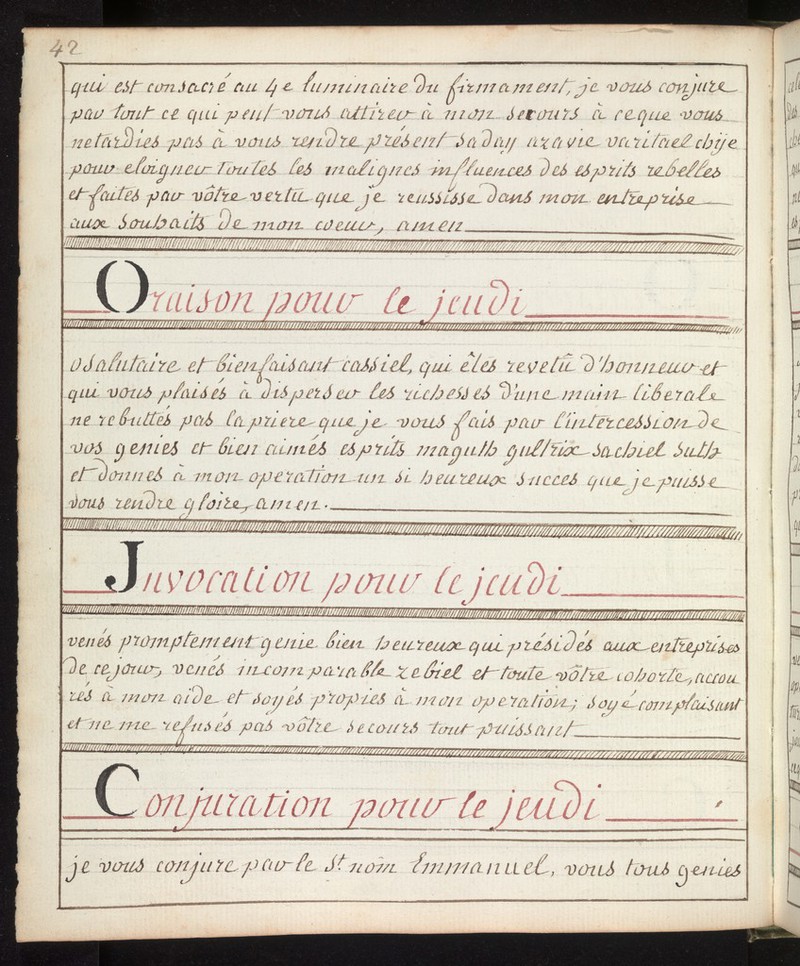 42
qui est consacré au 4e luminaire du firmament, je vous conjure
par tout ce qui peut vous attirer à mon secours à ce que vous
ne tardies pas à vous rendre présent saday azavie varitael chije
pour eloigner toutes les malignes influences des esprits rebelles
et faites par vôtre vertu que je reussisse dans mon entreprise
aux souhaits de mon coeur, amen
Oraison pour le jeudi
o salutaire et bienfaisant cassiel, qui êtes revetû d'honneur et
qui vous plaisés à disperser les richesses d'une main liberale
ne rebuttés pas la priere que je vous fais par l'intercession de
vos genies et bien aimés esprits maguth gultrix sachiel suth
et donnes à mon operation un si heureux succes que je puisse
vous rendre gloire, amen.
Invocation pour le jeudi
venés promptement genie bien heureux qui présidés aux entreprises
de ce jour, venés incomparable zebiel et toute vôtre cohorte, accou
rés à mon aide et soyés propies à mon operation; soyé complaisant
et ne me refusés pas vôtre secours tout puissant
Conjuration pour le jeudi
je vous conjure par le St nom Emmanuel, vous tous genies